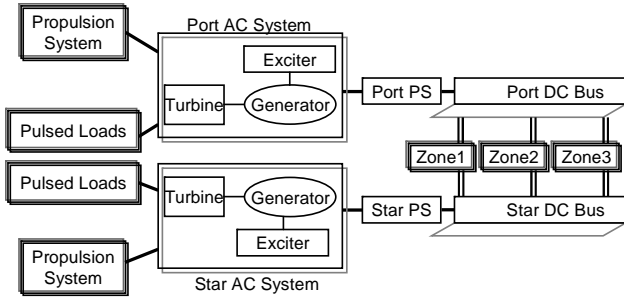 Propulsion
System
Port AC System
Exciter
Turbine
Generator
Port PS
Port DC Bus
Pulsed Loads
Zone1
Zone2
Zone3
Pulsed Loads
Turbine
Generator
Star PS
Star DC Bus
Exciter
Propulsion
System
Star AC System